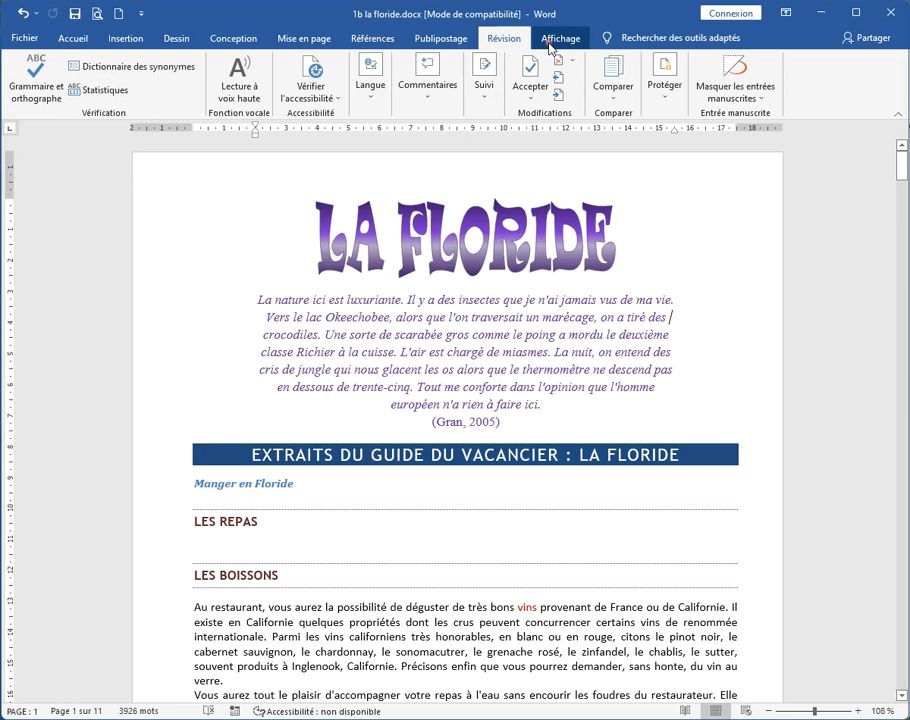 1b la floride.docx [Mode de compatibilité] - Word
Connexion
Fichier Accueil Insertion Dessin Conception Mise en page Références Publipostage Révision Affichage Rechercher des outils adaptés Partager
ABC
Grammaire et orthographe
Dictionnaire des synonymes
ABC 123 Statistiques
Vérification
Lecture à voix haute
Fonction vocale
Vérifier l'accessibilité
Accessibilité
Langue
Commentaires
Suivi
Accepter
Modifications
Comparer
Comparer
Protéger
Masquer les entrées manuscrites
Entrée manuscrite
LA FLORIDE
La nature ici est luxuriante. Il y a des insectes que je n'ai jamais vus de ma vie.
Vers le lac Okeechobee, alors que l'on traversait un marécage, on a tiré des
crocodiles. Une sorte de scarabée gros comme le poing a mordu le deuxième
classe Richier à la cuisse. L'air est chargé de miasmes. La nuit, on entend des
cris de jungle qui nous glacent les os alors que le thermomètre ne descend pas
en dessous de trente-cinq. Tout me conforte dans l'opinion que l'homme
européen n'a rien à faire ici.
(Gran, 2005)
EXTRAITS DU GUIDE DU VACANCIER : LA FLORIDE
Manger en Floride
LES REPAS
LES BOISSONS
Au restaurant, vous aurez la possibilité de déguster de très bons vins provenant de France ou de Californie. Il
existe en Californie quelques propriétés dont les crus peuvent concurrencer certains vins de renommée
internationale. Parmi les vins californiens très honorables, en blanc ou en rouge, citons le pinot noir, le
cabernet sauvignon, le chardonnay, le sonomacutrer, le grenache rosé, le zinfandel, le chablis, le sutter,
souvent produits à Inglenook, Californie. Précisons enfin que vous pourrez demander, sans honte, du vin au
verre.
Vous aurez tout le plaisir d'accompagner votre repas à l'eau sans encourir les foudres du restaurateur. Elle
PAGE : 1 Page 1 sur 11 3926 mots Accessibilité : non disponible 108 %